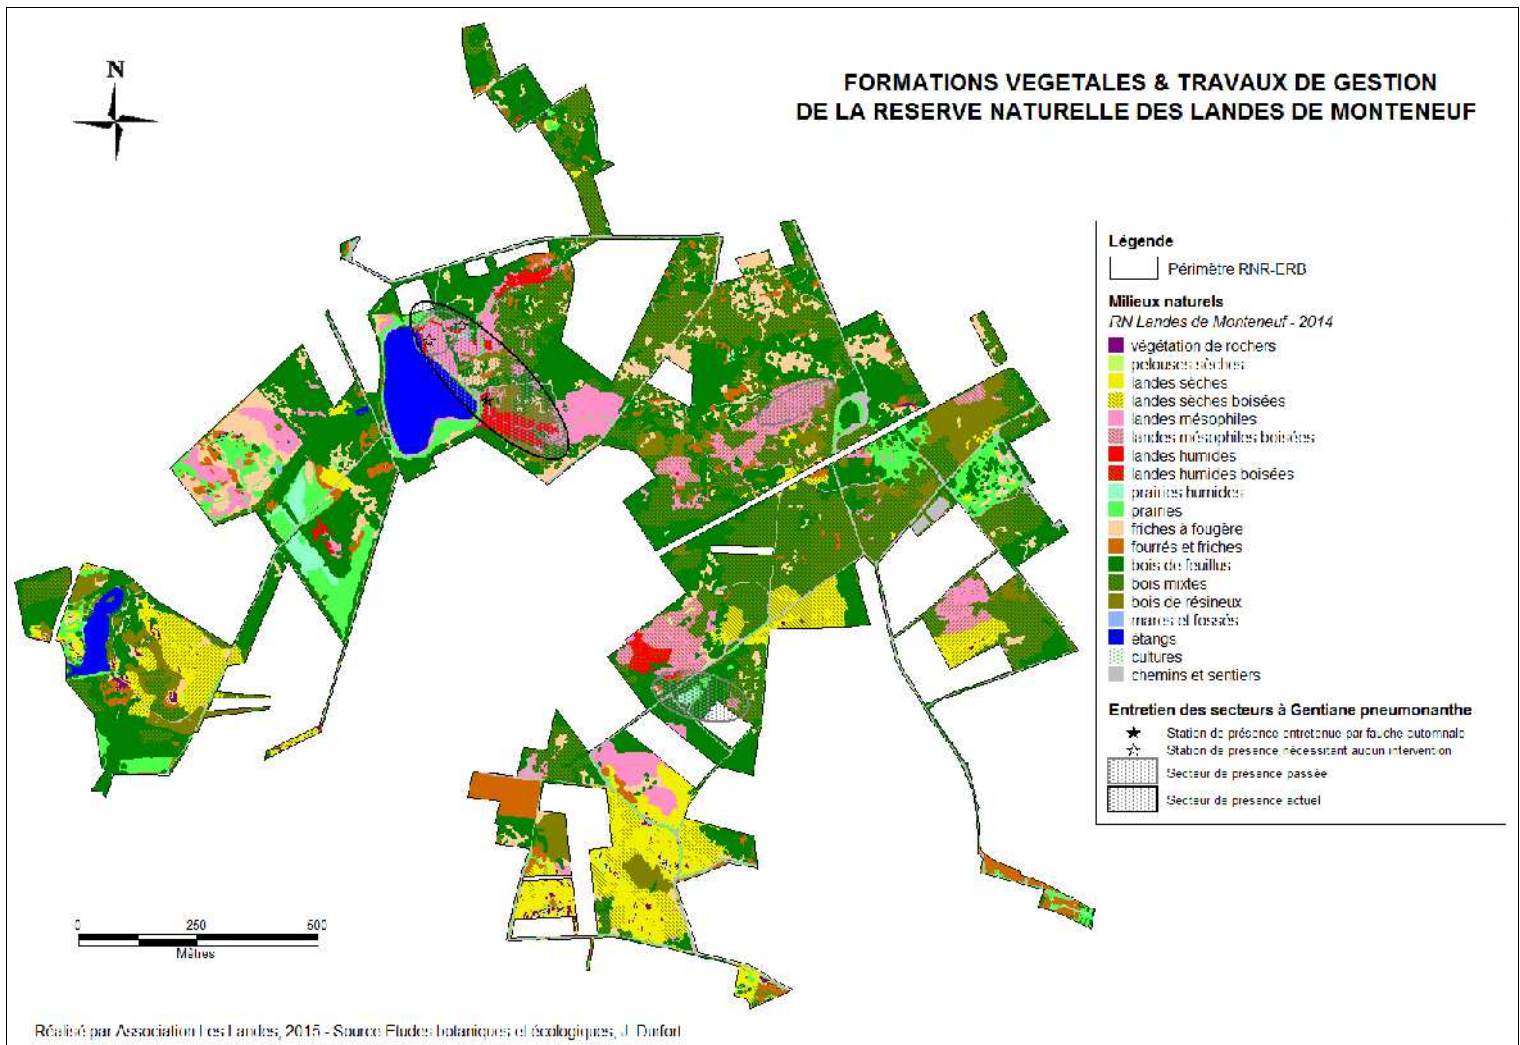 N
FORMATIONS VEGETALES & TRAVAUX DE GESTION
DE LA RESERVE NATURELLE DES LANDES DE MONTENEUF
Légende
Périmètre RNR-ERB
Milieux naturels
RN Landes de Monteneuf - 2014
végétation de rochers
pelouses sèches
landes sèches
landes sèches boisées
landes mésophiles
landes mésophiles boisées
landes humides
landes humides boisées
prairies humides
prairies
friches à fougère
fourrés et friches
bois de feuillus
bois mixtes
bois de résineux
mares et fossés
étangs
cultures
chemins et sentiers
Entretien des secteurs à Gentiane pneumonanthe
Station de présence entretenue par fauche automnale
Station de présence nécessitant aucun intervention
Secteur de présence passée
Secteur de présence actuel
0 250 500
Mètres
Réalisé par Association Les Landes, 2015 - Source Etudes botaniques et écologiques, J. Durfort